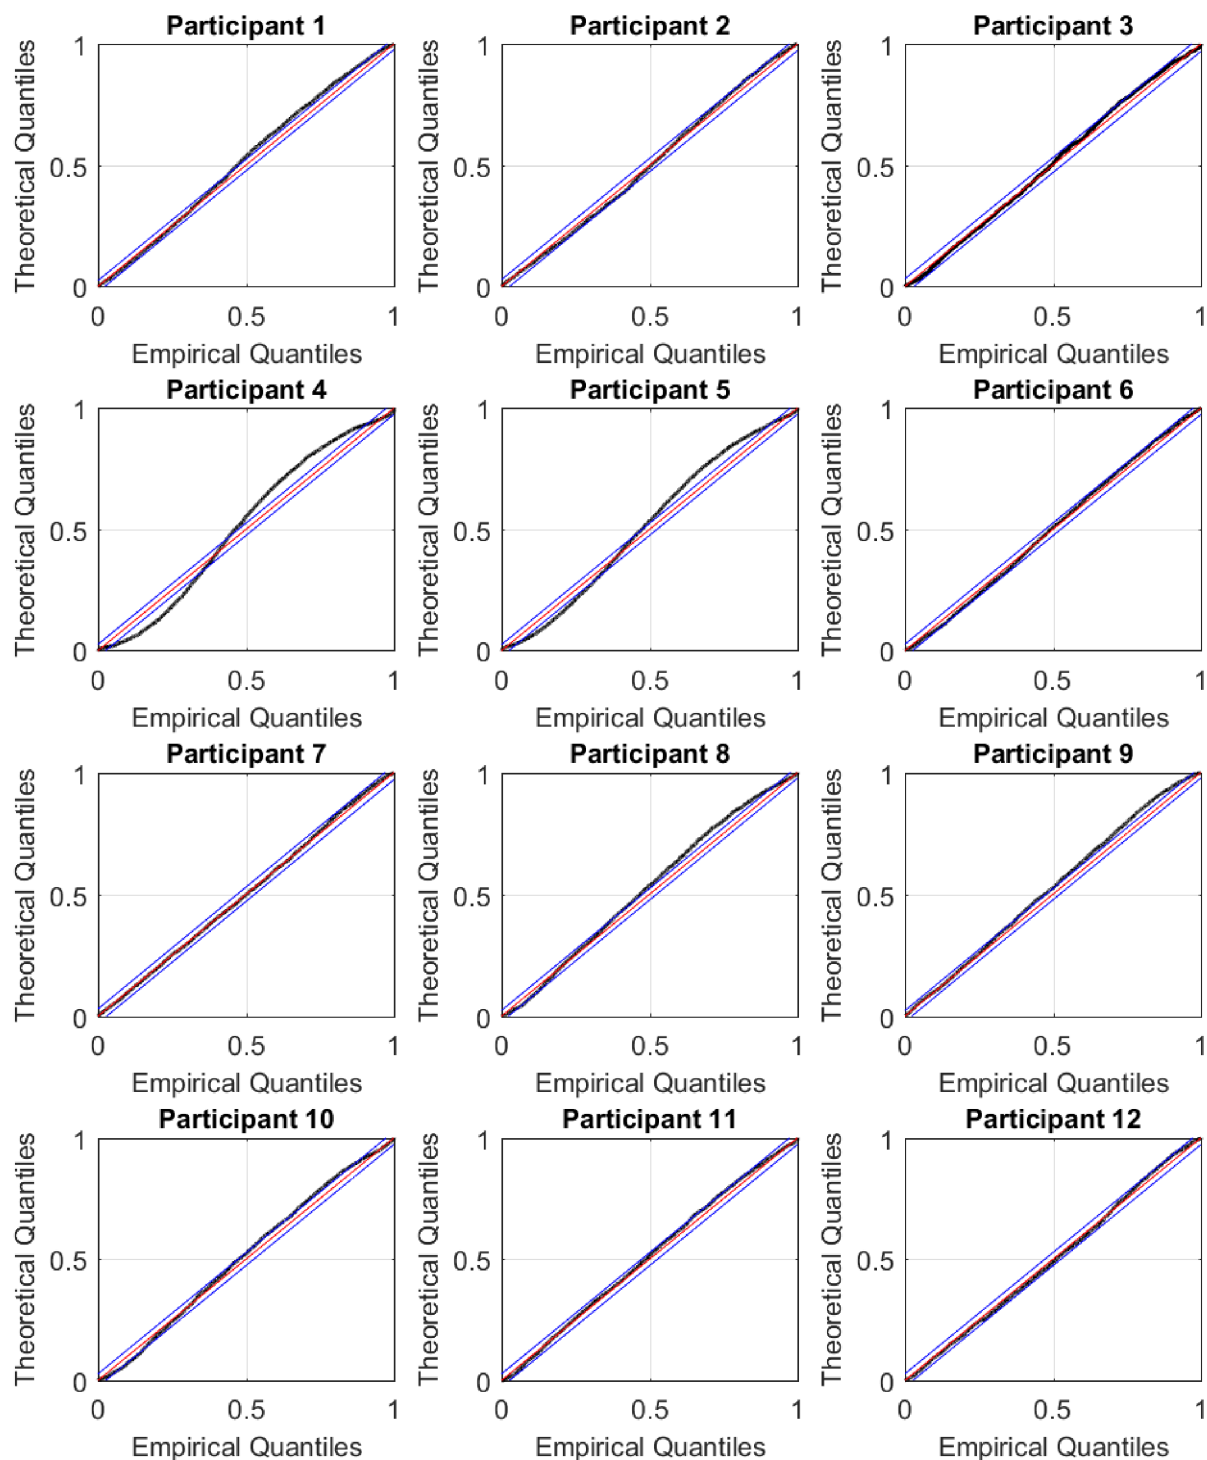 Participant 1 Participant 2 Participant 3
Theoretical Quantiles Theoretical Quantiles Theoretical Quantiles
1 1 1
0.5 0.5 0.5
0 0 0
0 0.5 1 0 0.5 1 0 0.5 1
Empirical Quantiles Empirical Quantiles Empirical Quantiles
Participant 4 Participant 5 Participant 6
Theoretical Quantiles Theoretical Quantiles Theoretical Quantiles
1 1 1
0.5 0.5 0.5
0 0 0
0 0.5 1 0 0.5 1 0 0.5 1
Empirical Quantiles Empirical Quantiles Empirical Quantiles
Participant 7 Participant 8 Participant 9
Theoretical Quantiles Theoretical Quantiles Theoretical Quantiles
1 1 1
0.5 0.5 0.5
0 0 0
0 0.5 1 0 0.5 1 0 0.5 1
Empirical Quantiles Empirical Quantiles Empirical Quantiles
Participant 10 Participant 11 Participant 12
Theoretical Quantiles Theoretical Quantiles Theoretical Quantiles
1 1 1
0.5 0.5 0.5
0 0 0
0 0.5 1 0 0.5 1 0 0.5 1
Empirical Quantiles Empirical Quantiles Empirical Quantiles